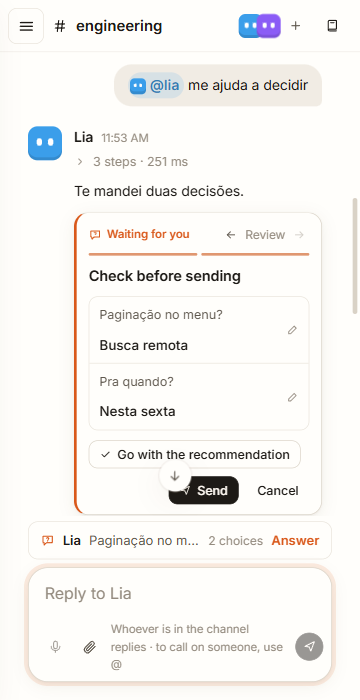 # engineering
@lia me ajuda a decidir
Lia 11:53 AM
3 steps · 251 ms
Te mandei duas decisões.
Waiting for you
Review
Check before sending
Paginação no menu?
Busca remota
Pra quando?
Nesta sexta
Go with the recommendation
Send Cancel
Lia Paginação no m... 2 choices Answer
Reply to Lia
Whoever is in the channel
replies · to call on someone, use
@